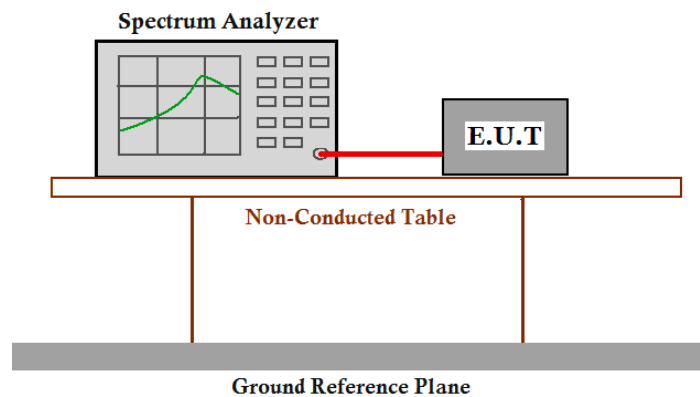 Spectrum Analyzer
E.U.T
Non-Conducted Table
Ground Reference Plane